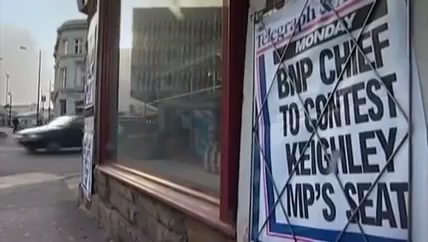 Telegraph &
MONDAY
BNP CHIEF
TO CONTEST
KEIGHLEY
MP'S SEAT